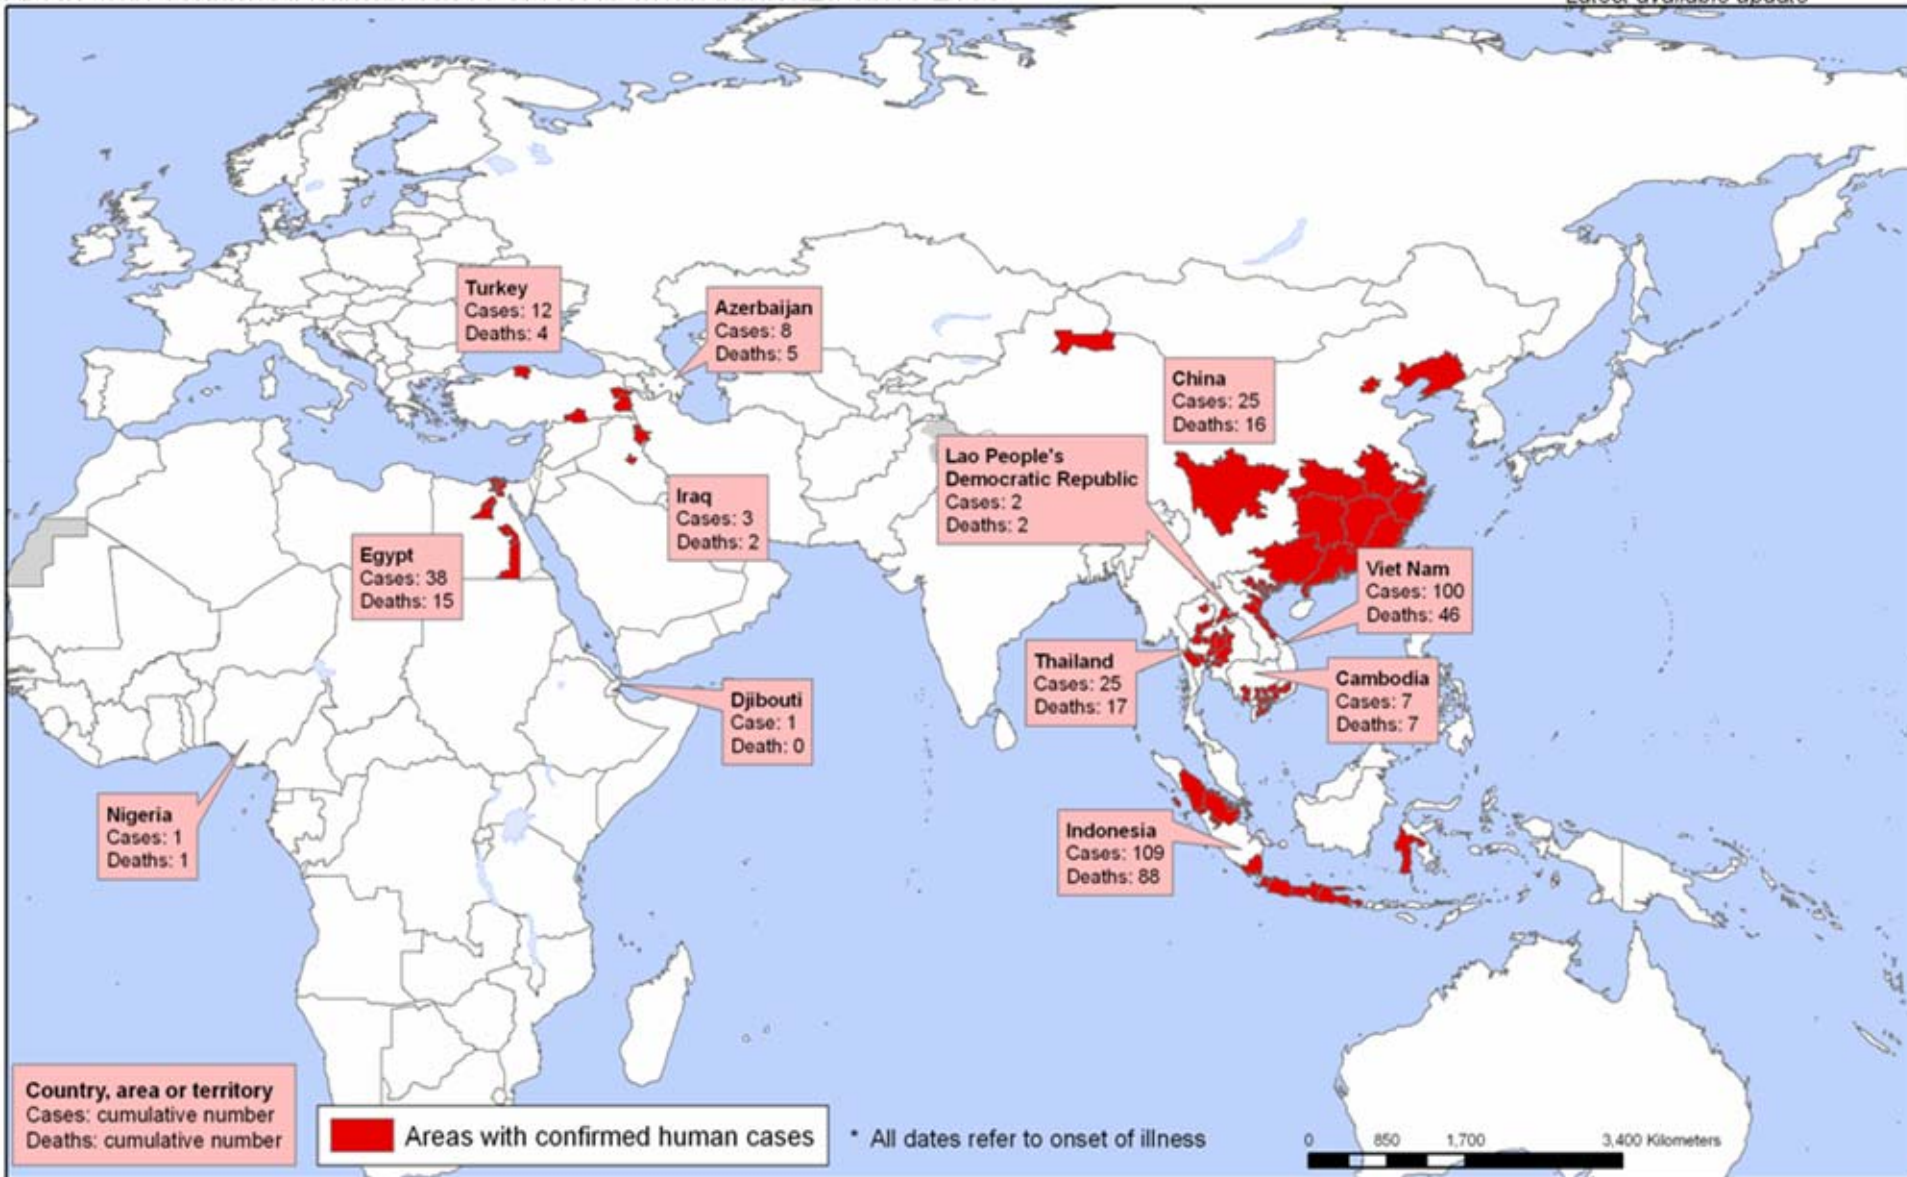 Latest available update
Turkey
Cases: 12
Deaths: 4
Azerbaijan
Cases: 8
Deaths: 5
China
Cases: 25
Deaths: 16
Lao People's
Democratic Republic
Cases: 2
Deaths: 2
Iraq
Cases: 3
Deaths: 2
Egypt
Cases: 38
Deaths: 15
Viet Nam
Cases: 100
Deaths: 46
Thailand
Cases: 25
Deaths: 17
Cambodia
Cases: 7
Deaths: 7
Djibouti
Case: 1
Death: 0
Nigeria
Cases: 1
Deaths: 1
Indonesia
Cases: 109
Deaths: 88
Country, area or territory
Cases: cumulative number
Deaths: cumulative number
Areas with confirmed human cases
* All dates refer to onset of illness
0 850 1,700 3,400 Kilometers